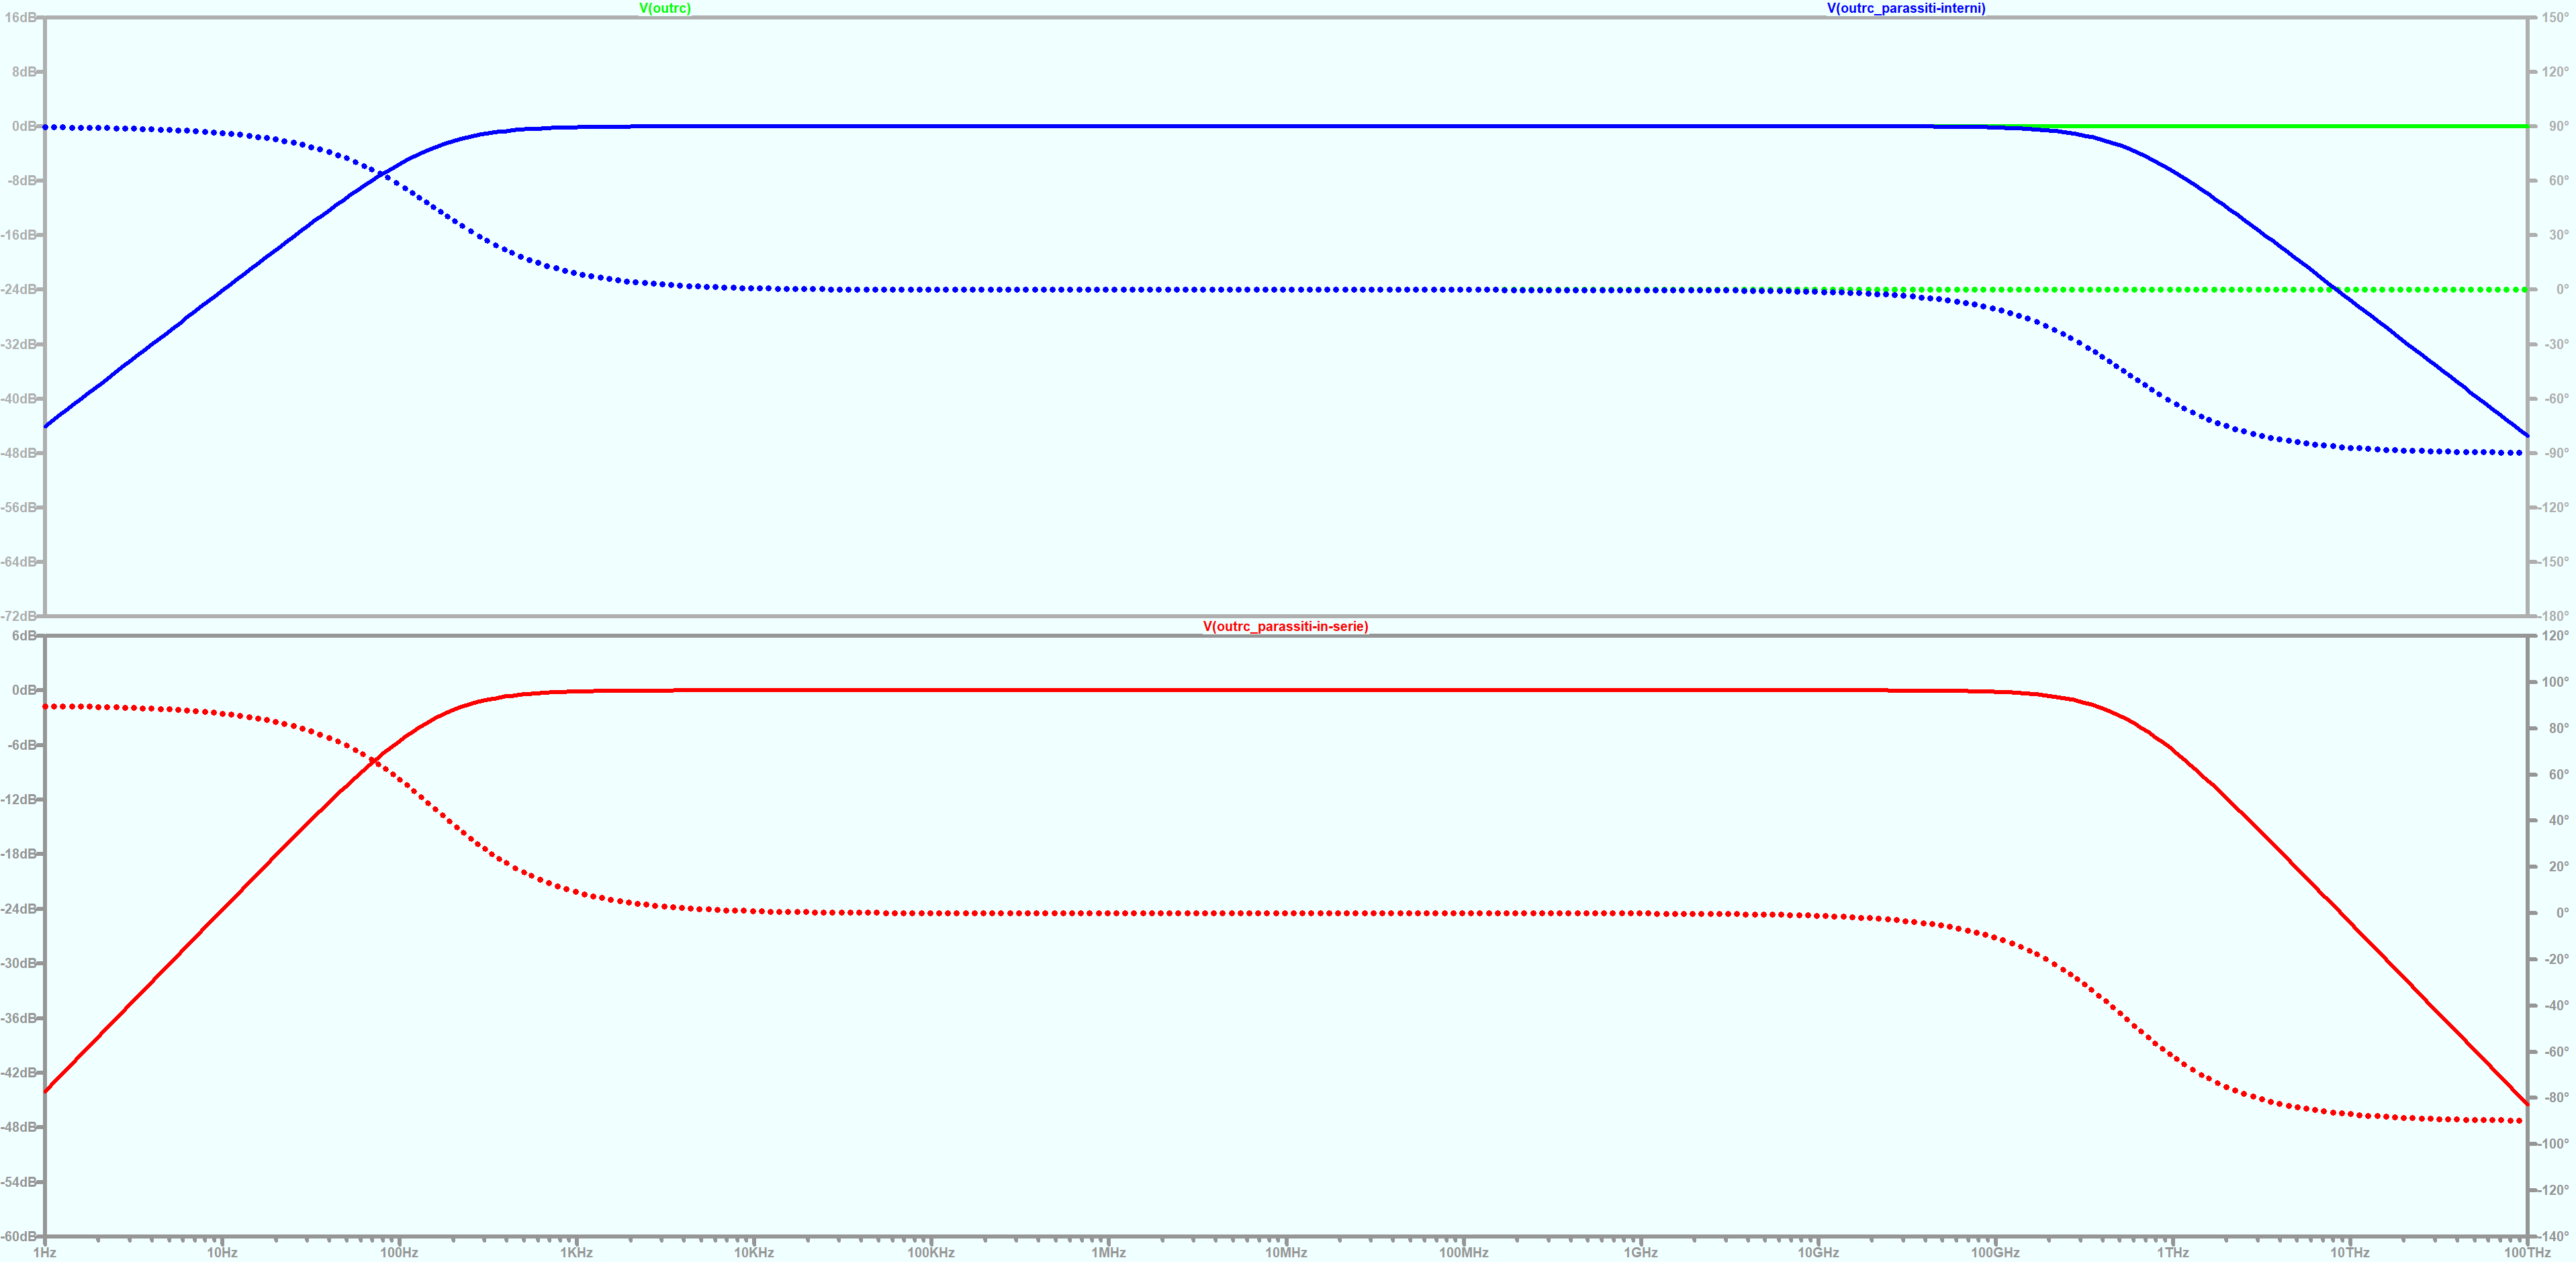 V(outrc) V(outrc_parassiti-interni)
16dB 150°
8dB 120°
0dB 90°
-8dB 60°
-16dB 30°
-24dB 0°
-32dB -30°
-40dB -60°
-48dB -90°
-56dB -120°
-64dB -150°
-72dB -180°
V(outrc_parassiti-in-serie)
6dB 120°
0dB 100°
-6dB 80°
-12dB 60°
-18dB 40°
-24dB 20°
-30dB 0°
-36dB -20°
-42dB -40°
-48dB -60°
-54dB -80°
-60dB -100°
-120°
-140°
1Hz 10Hz 100Hz 1KHz 10KHz 100KHz 1MHz 10MHz 100MHz 1GHz 10GHz 100GHz 1THz 10THz 100THz